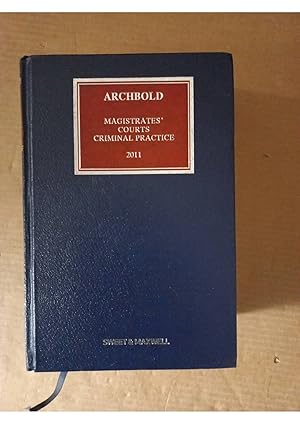 ARCHBOLD
MAGISTRATES'
COURTS
CRIMINAL PRACTICE
2011
SWEET & MAXWELL